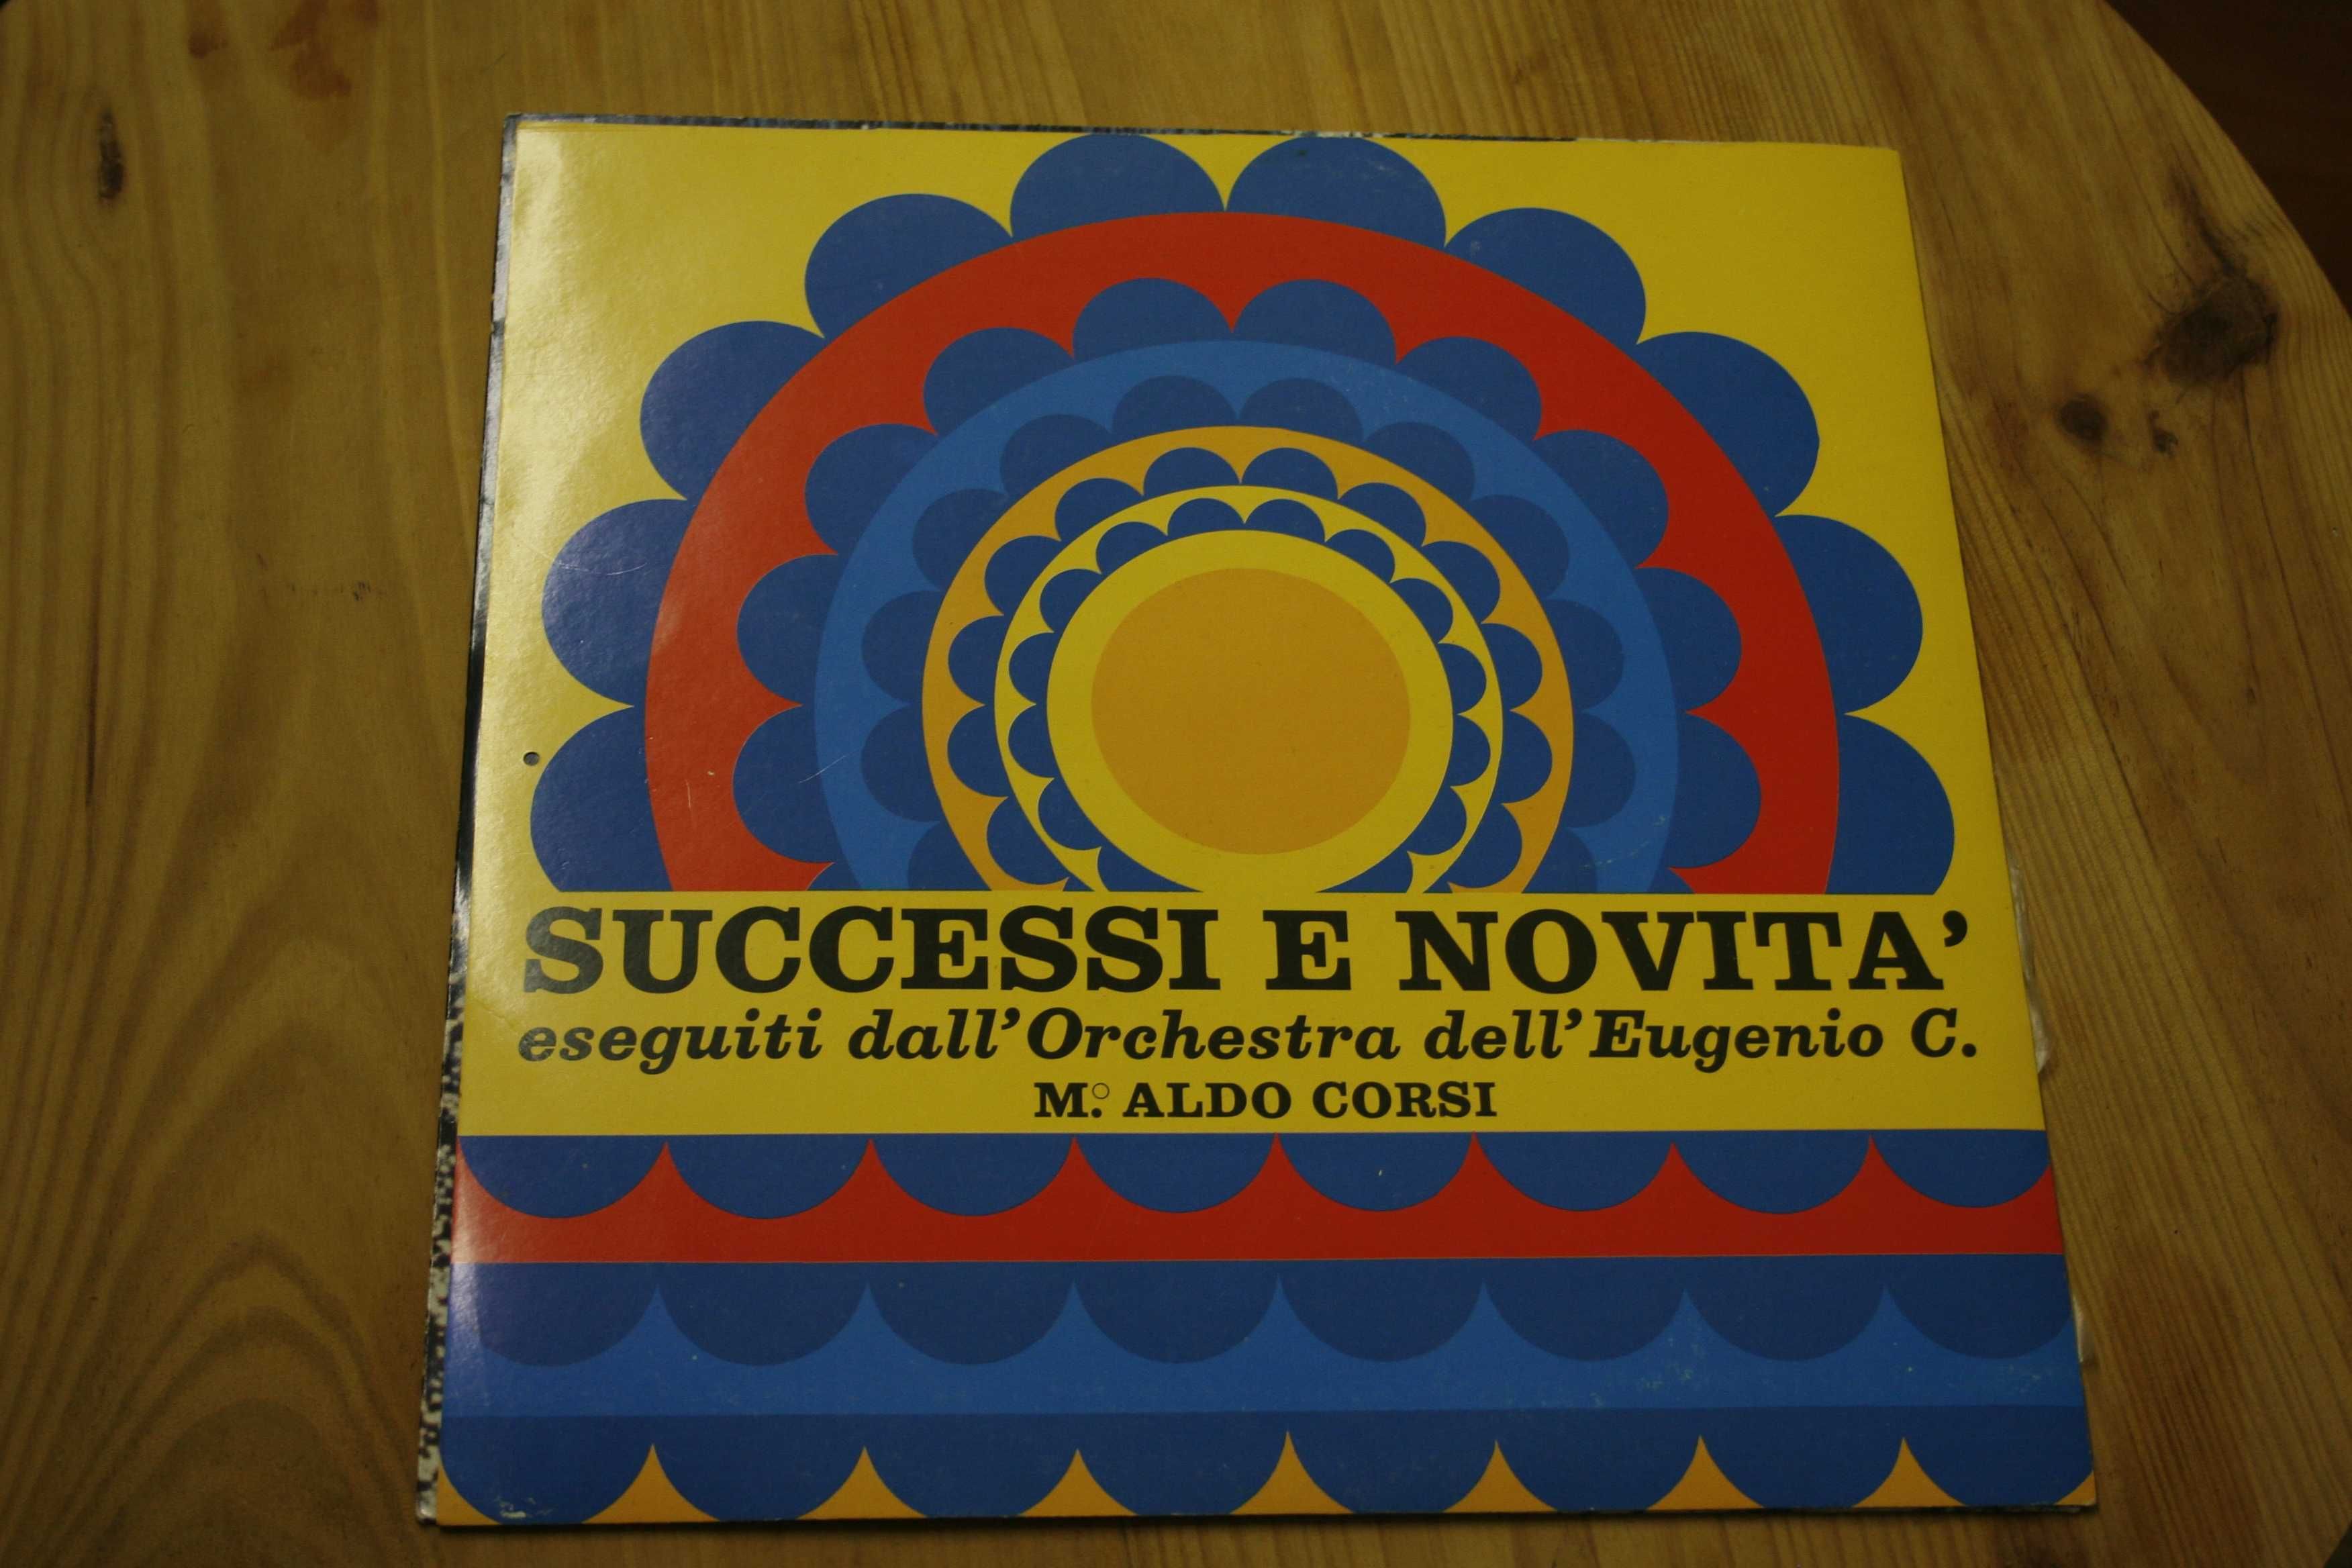 SUCCESSI E NOVITA'
eseguiti dall'Orchestra dell'Eugenio C.
M.° ALDO CORSI